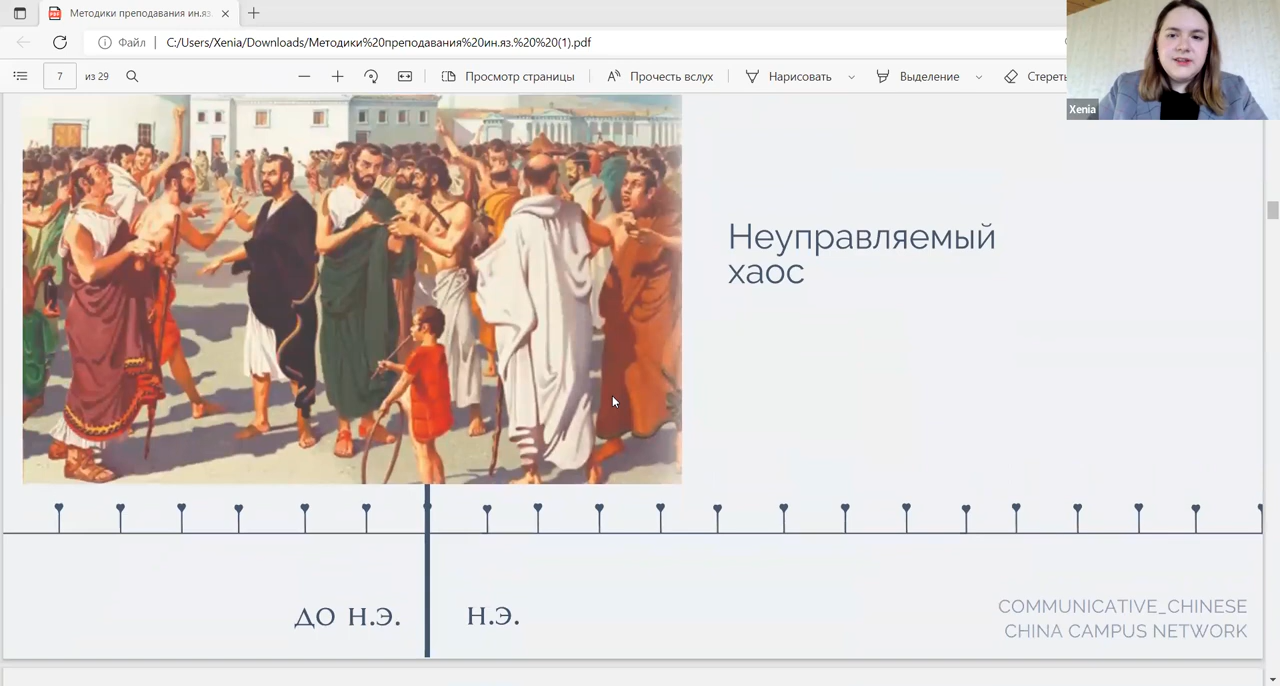 Методики преподавания ин.яз.
Файл
C:/Users/Xenia/Downloads/Методики%20преподавания%20ин.яз.%20%20(1).pdf
7
из 29
Просмотр страницы
Прочесть вслух
Нарисовать
Выделение
Стереть
Xenia
Неуправляемый
хаос
ДО Н.Э.
Н.Э.
COMMUNICATIVE_CHINESE
CHINA CAMPUS NETWORK